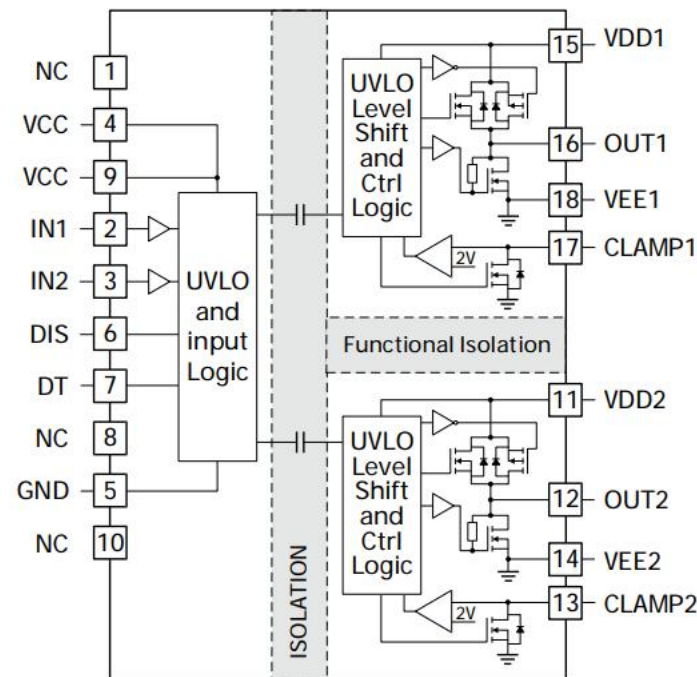 NC 1
VCC 4
VCC 9
IN1 2
IN2 3
DIS 6
DT 7
NC 8
GND 5
NC 10
UVLO
and
input
Logic
ISOLATION
UVLO
Level
Shift
and
Ctrl
Logic
2V
15 VDD1
16 OUT1
18 VEE1
17 CLAMP1
Functional Isolation
UVLO
Level
Shift
and
Ctrl
Logic
2V
11 VDD2
12 OUT2
14 VEE2
13 CLAMP2